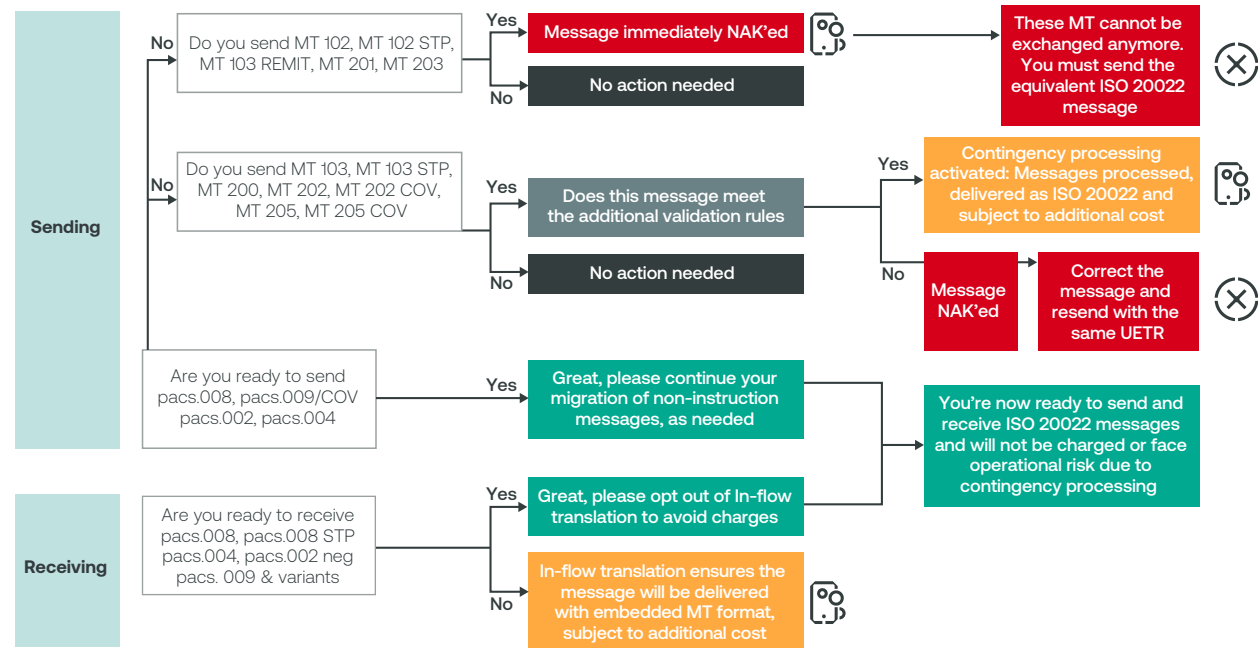 Sending
No
Do you send MT 102, MT 102 STP,
MT 103 REMIT, MT 201, MT 203
Yes
Message immediately NAK'ed
These MT cannot be
exchanged anymore.
You must send the
equivalent ISO 20022
message
No
No action needed
No
Do you send MT 103, MT 103 STP,
MT 200, MT 202, MT 202 COV,
MT 205, MT 205 COV
Yes
Does this message meet
the additional validation rules
Yes
Contingency processing
activated: Messages processed,
delivered as ISO 20022 and
subject to additional cost
No
No action needed
No
Message
NAK'ed
Correct the
message and
resend with the
same UETR
Are you ready to send
pacs.008, pacs.009/COV
pacs.002, pacs.004
Yes
Great, please continue your
migration of non-instruction
messages, as needed
You're now ready to send and
receive ISO 20022 messages
and will not be charged or face
operational risk due to
contingency processing
Receiving
Are you ready to receive
pacs.008, pacs.008 STP
pacs.004, pacs.002 neg
pacs. 009 & variants
Yes
Great, please opt out of In-flow
translation to avoid charges
No
In-flow translation ensures the
message will be delivered
with embedded MT format,
subject to additional cost